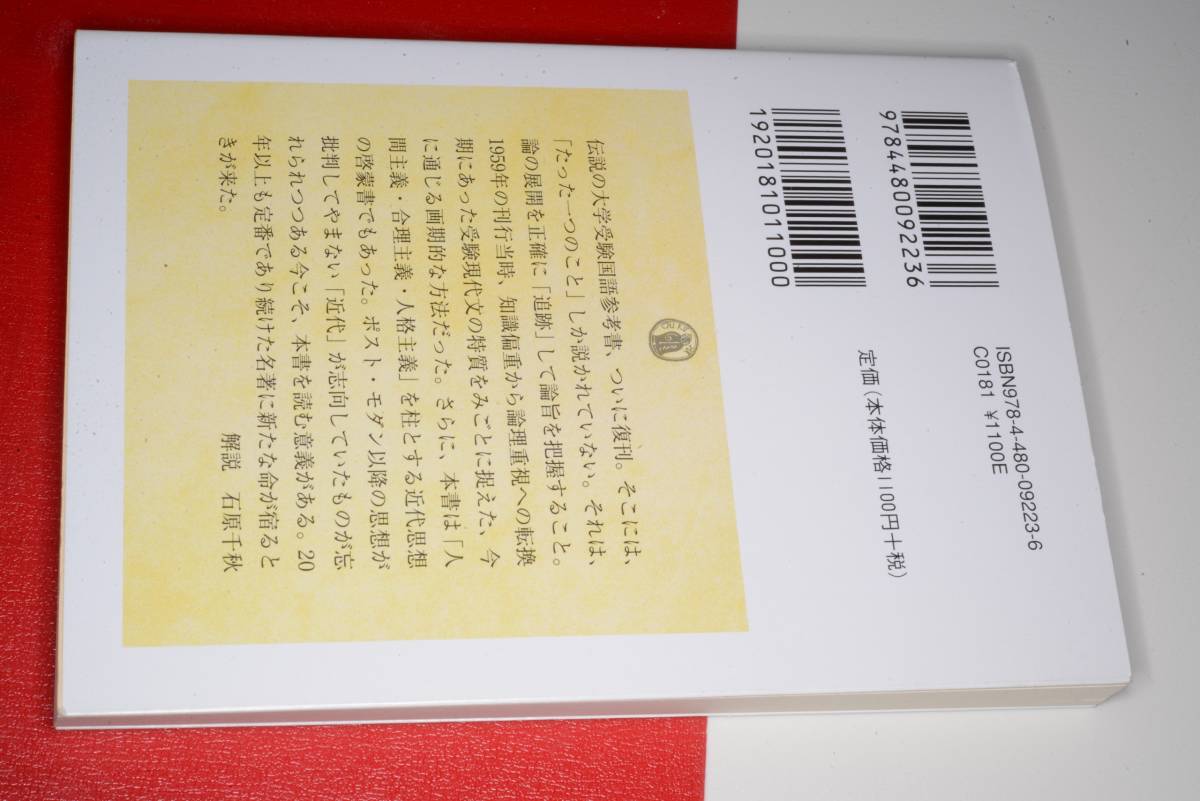 9784480092236
1920181011000
ISBN978-4-480-09223-6
C0181 ¥1100E
定価(本体価格1100円+税)
伝説の大学受験国語参考書、ついに復刊。そこには、
「たった一つのこと」しか説かれていない。それは、
論の展開を正確に「追跡」して論旨を把握すること。
1959年の刊行当時、知識偏重から論理重視への転換
期にあった受験現代文の特質をみごとに捉えた、今
に通じる画期的な方法だった。さらに、本書は「人
間主義・合理主義・人格主義」を柱とする近代思想
の啓蒙書でもあった。ポスト・モダン以降の思想が
批判してやまない「近代」が志向していたものが忘
れられつつある今こそ、本書を読む意義がある。20
年以上も定番であり続けた名著に新たな命が宿ると
きが来た。
解説 石原千秋